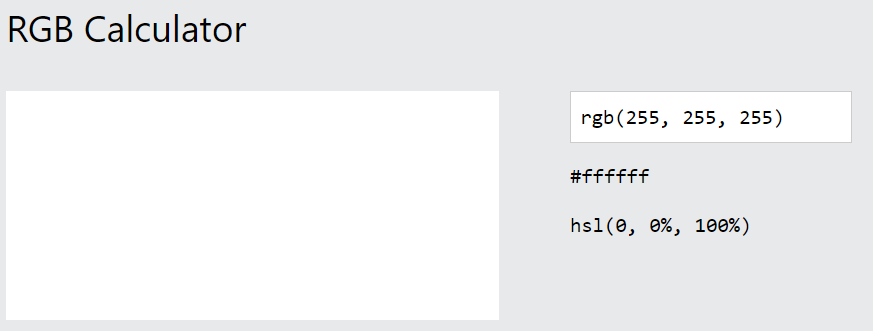 RGB Calculator
rgb(255, 255, 255)
#ffffff
hsl(0, 0%, 100%)